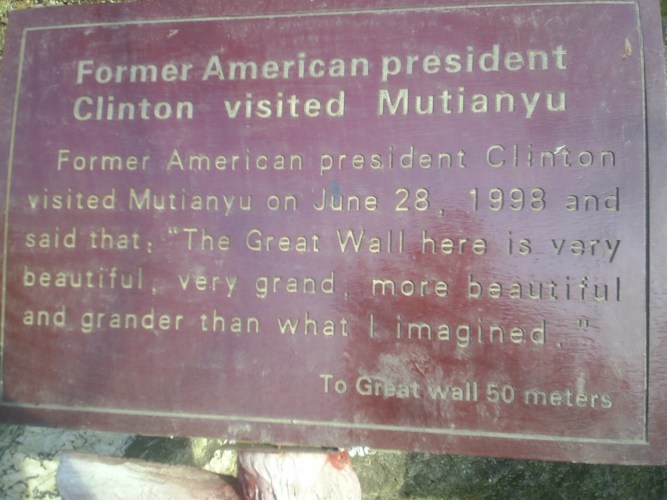 Former American president
Clinton visited Mutianyu
Former American president Clinton
visited Mutianyu on June 28, 1998 and
said that: "The Great Wall here is very
beautiful, very grand, more beautiful
and grander than what I imagined."
To Great wall 50 meters